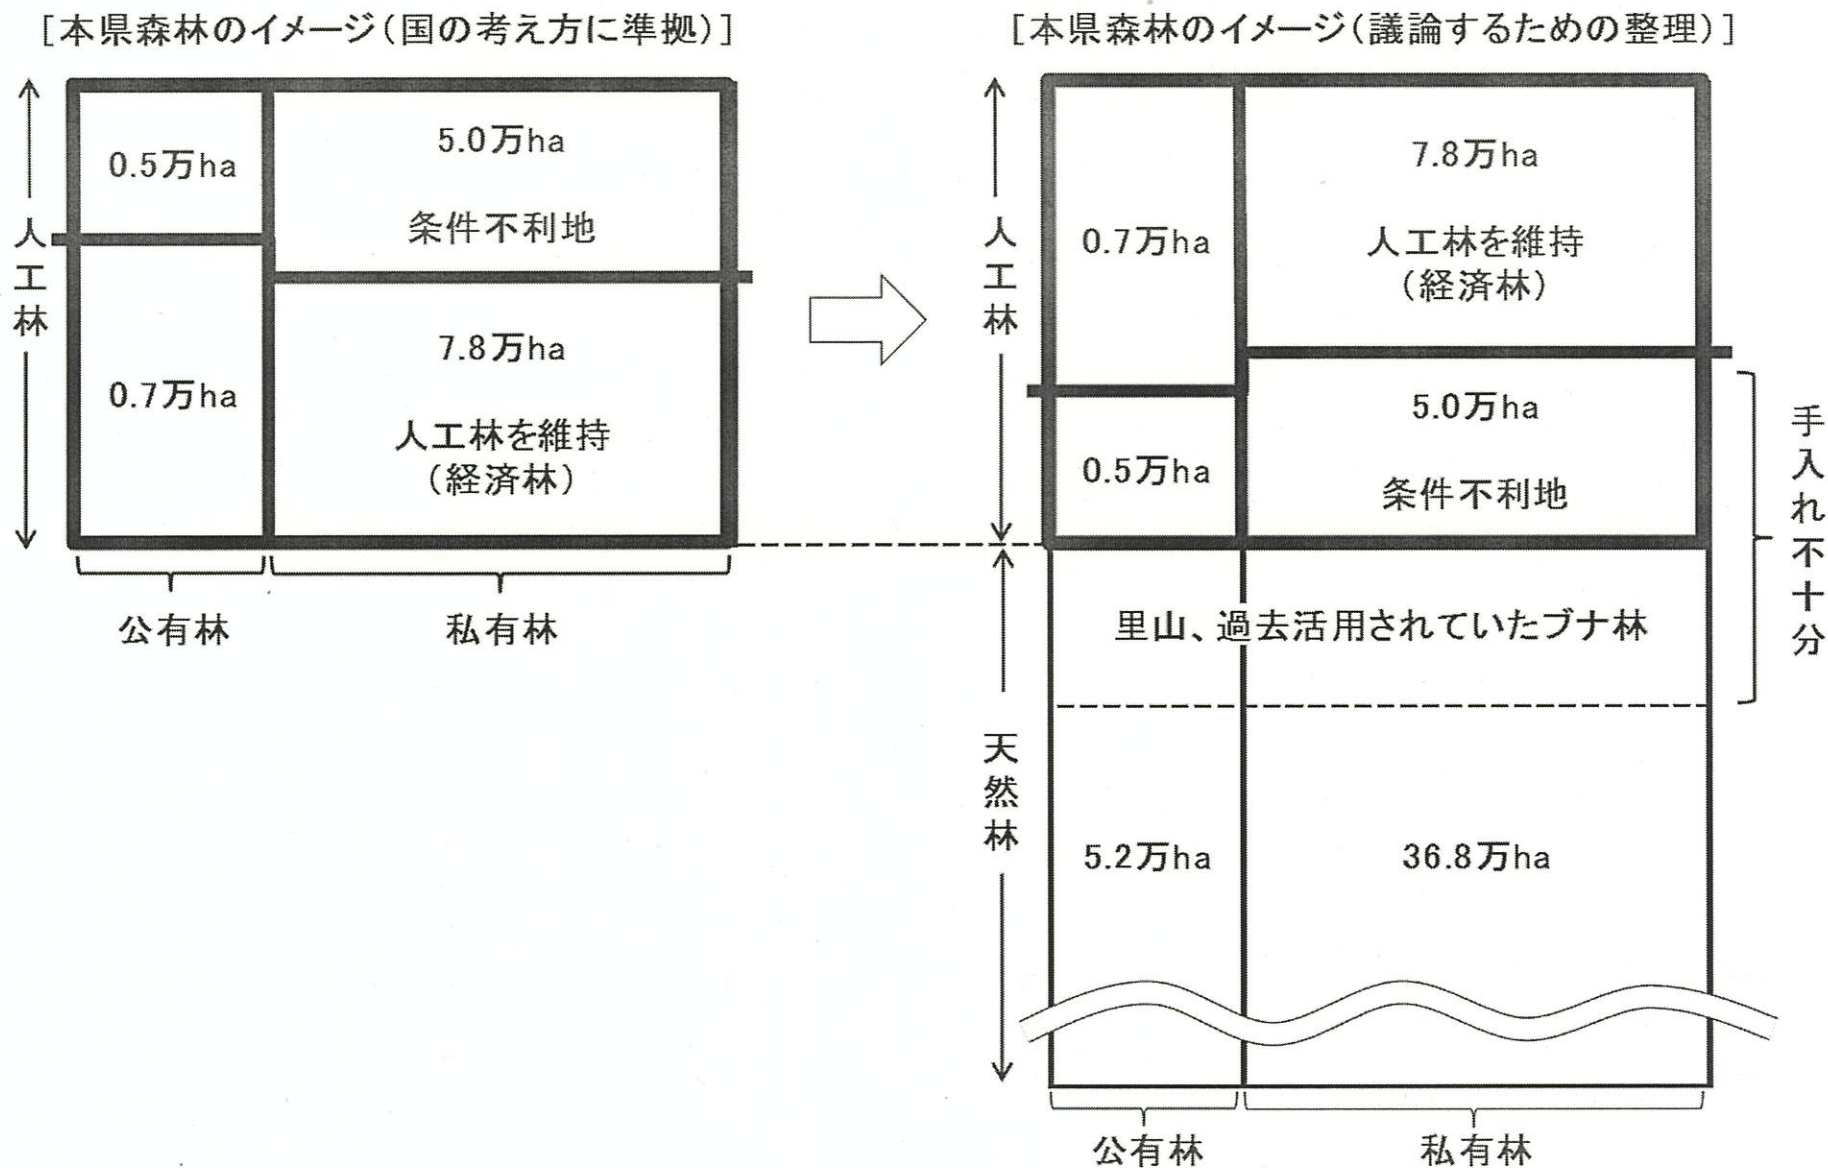 [本県森林のイメージ(国の考え方に準拠)]
人工林
0.5万ha
5.0万ha
条件不利地
0.7万ha
7.8万ha
人工林を維持
(経済林)
公有林
私有林
[本県森林のイメージ(議論するための整理)]
人工林
0.7万ha
7.8万ha
人工林を維持
(経済林)
0.5万ha
5.0万ha
条件不利地
手入れ不十分
里山、過去活用されていたブナ林
天然林
5.2万ha
36.8万ha
公有林
私有林